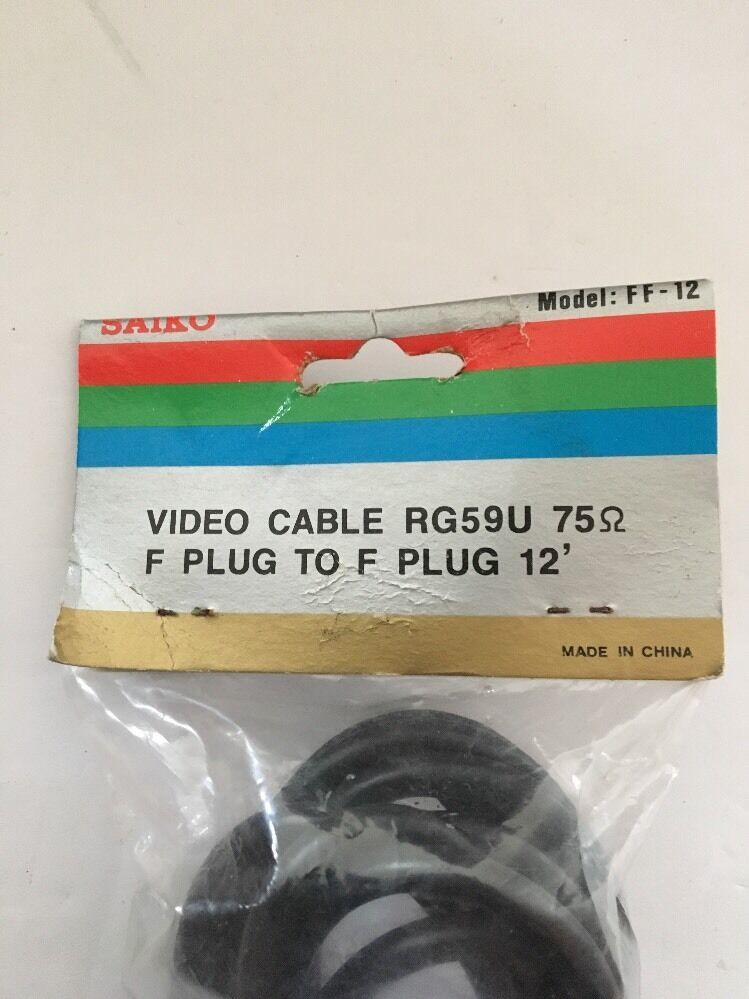 SAIKO
Model: FF-12
VIDEO CABLE RG59U 75Ω
F PLUG TO F PLUG 12'
MADE IN CHINA